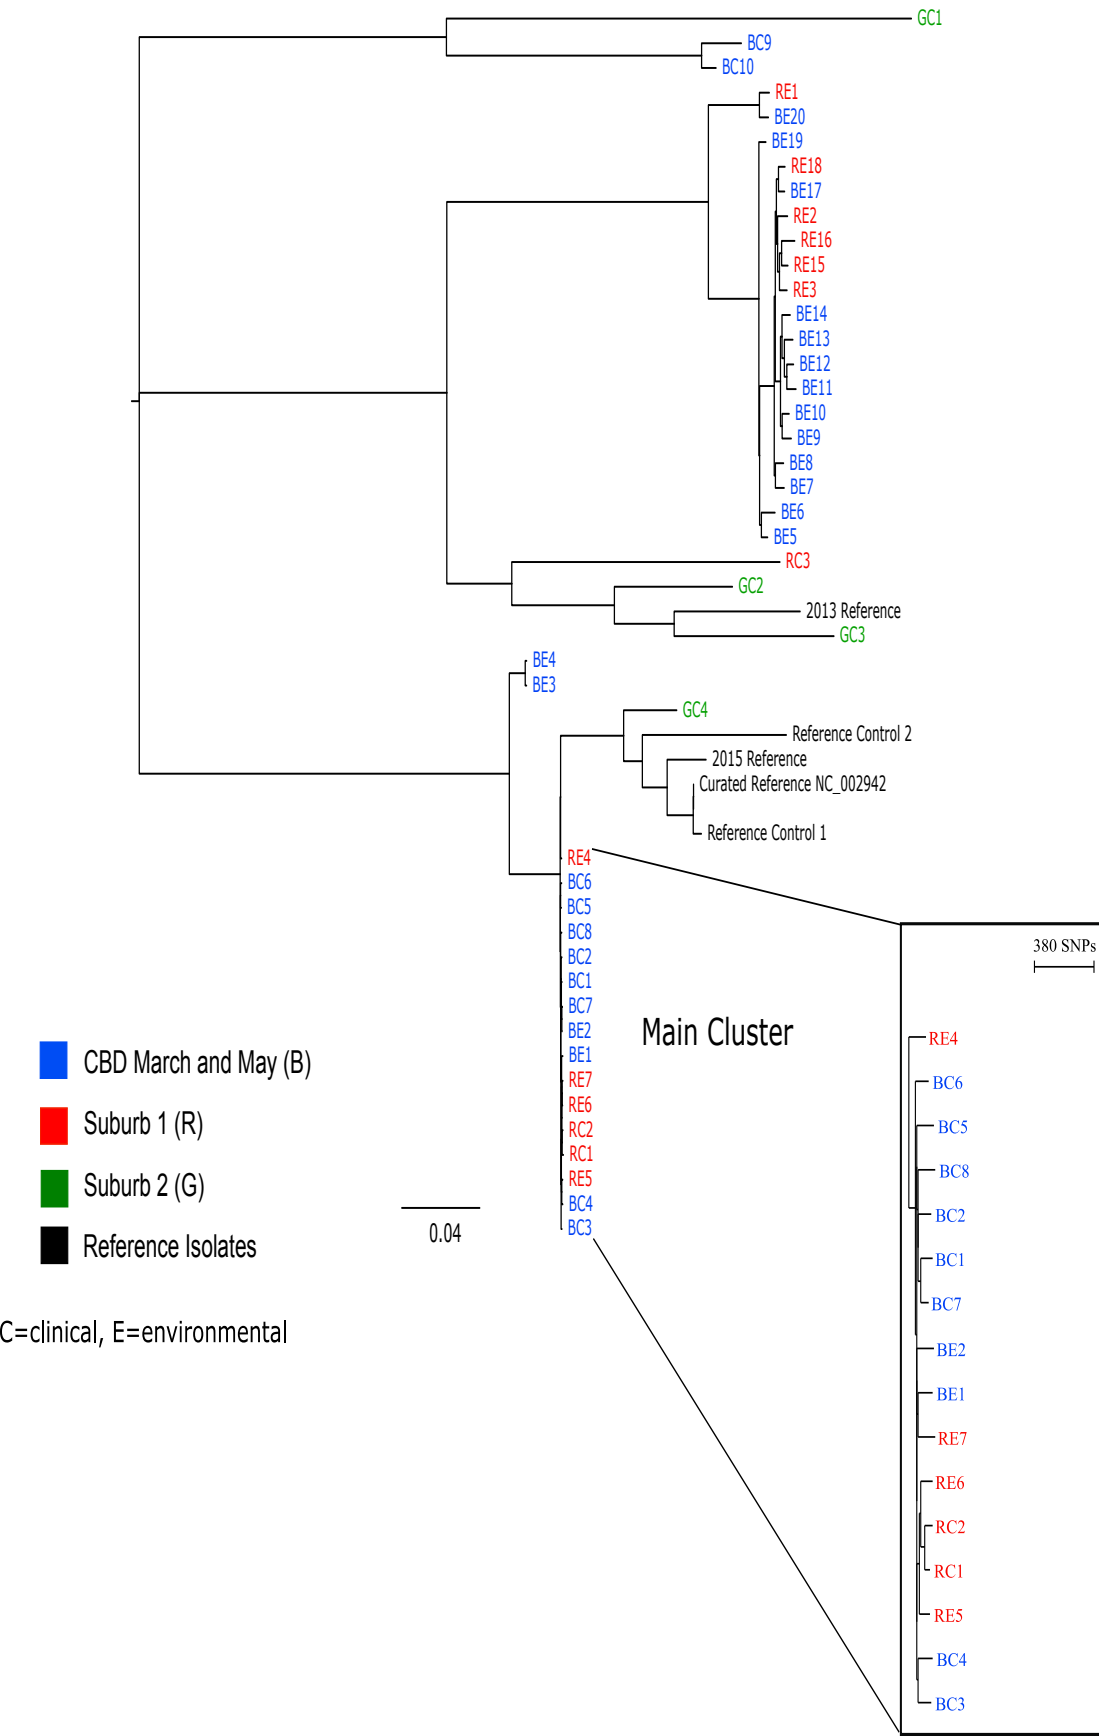 GC1
BC9
BC10
RE1
BE20
BE19
RE18
BE17
RE2
RE16
RE15
RE3
BE14
BE13
BE12
BE11
BE10
BE9
BE8
BE7
BE6
BE5
RC3
GC2
2013 Reference
GC3
BE4
BE3
GC4
Reference Control 2
2015 Reference
Curated Reference NC_002942
Reference Control 1
RE4
BC6
BC5
BC8
BC2
BC1
BC7
BE2
BE1
RE7
RE6
RC2
RC1
RE5
BC4
BC3
Main Cluster
CBD March and May (B)
Suburb 1 (R)
Suburb 2 (G)
Reference Isolates
0.04
C=clinical, E=environmental
380 SNPs
RE4
BC6
BC5
BC8
BC2
BC1
BC7
BE2
BE1
RE7
RE6
RC2
RC1
RE5
BC4
BC3